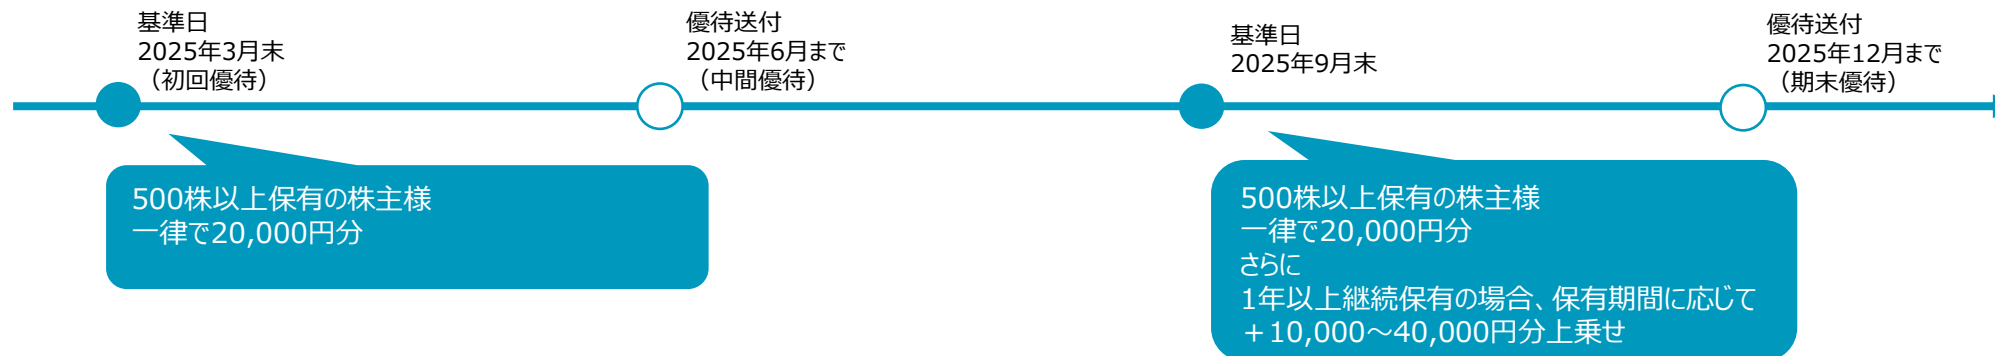 基準日
2025年3月末
（初回優待）
優待送付
2025年6月まで
（中間優待）
基準日
2025年9月末
優待送付
2025年12月まで
（期末優待）
500株以上保有の株主様
一律で20,000円分
500株以上保有の株主様
一律で20,000円分
さらに
1年以上継続保有の場合、保有期間に応じて
＋10,000～40,000円分上乗せ